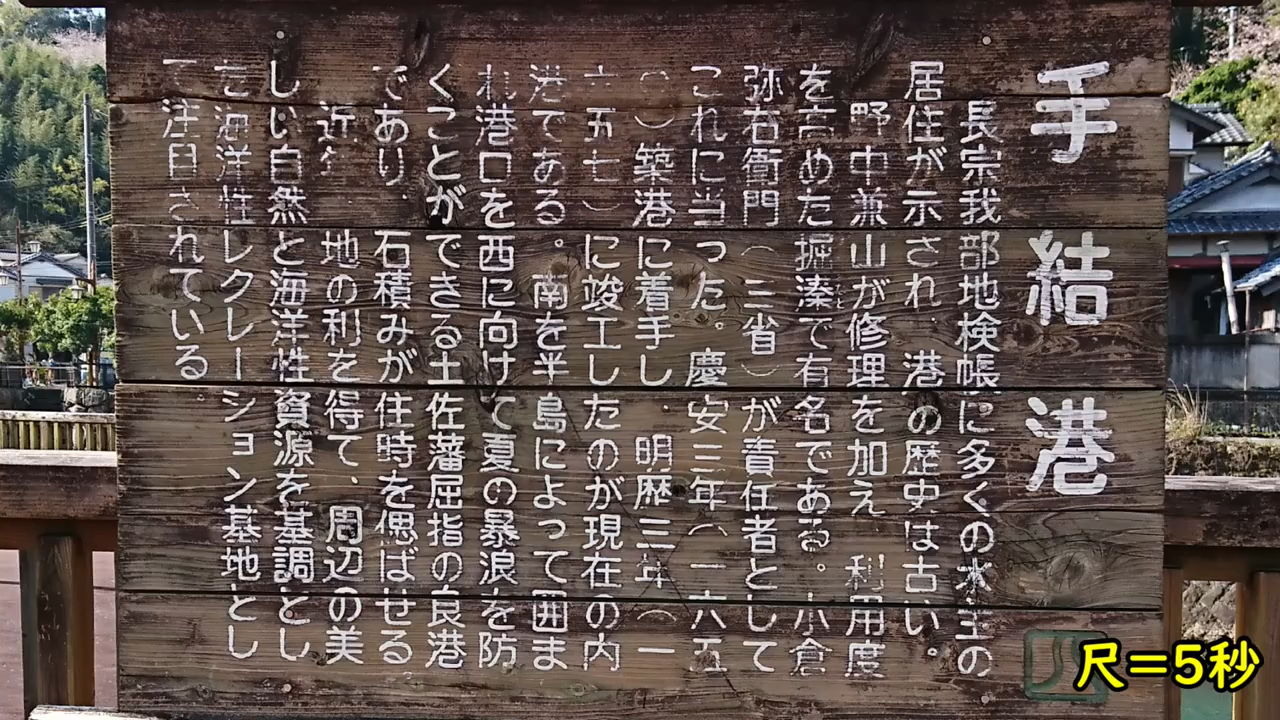 手結港
長宗我部地検帳に多くの水主の
居住が示され、港の歴史は古い。
野中兼山が修理を加え、利用度
を高めた掘湊で有名である。小倉
弥右衛門(三省)が責任者として
これに当った。慶安三年(一六五
〇)築港に着手し、明歴三年(一
六五七)に竣工したのが現在の内
港である。南を半島によって囲ま
れ港口を西に向けて夏の暴浪を防
くことができる土佐藩屈指の良港
であり、石積みが住時を偲ばせる
近年 地の利を得て、周辺の美
しい自然と海洋性資源を基調とし
た海洋性レクレーション基地とし
て注目されている。
尺=5秒